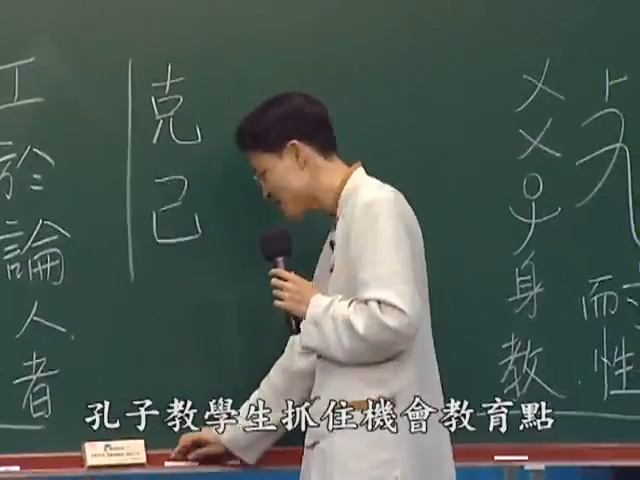 工於論人者
克己
身教
而性
孔子教學生抓住機會教育點